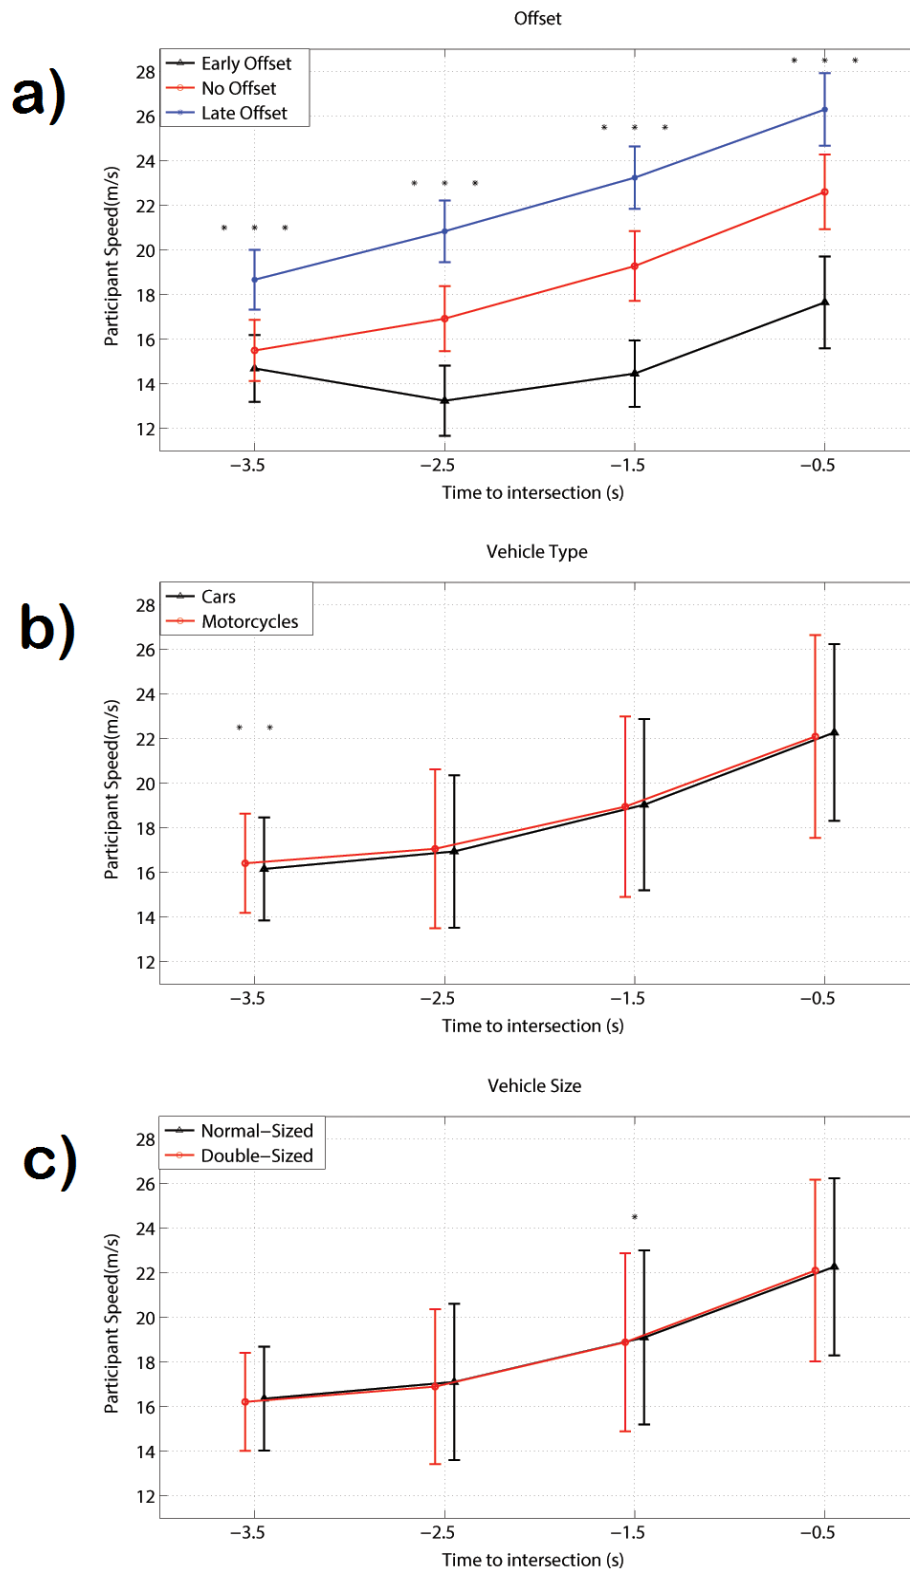 Offset
a)
Early Offset
No Offset
Late Offset
* * *
* * *
* * *
* * *
28
26
24
22
20
18
16
14
12
Participant Speed(m/s)
−3.5 −2.5 −1.5 −0.5
Time to intersection (s)
Vehicle Type
b)
Cars
Motorcycles
* *
28
26
24
22
20
18
16
14
12
Participant Speed(m/s)
−3.5 −2.5 −1.5 −0.5
Time to intersection (s)
Vehicle Size
c)
Normal−Sized
Double−Sized
*
28
26
24
22
20
18
16
14
12
Participant Speed(m/s)
−3.5 −2.5 −1.5 −0.5
Time to intersection (s)